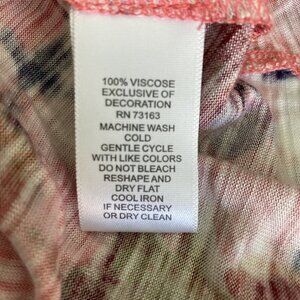 100% VISCOSE
EXCLUSIVE OF
DECORATION
RN 73163
MACHINE WASH
COLD
GENTLE CYCLE
WITH LIKE COLORS
DO NOT BLEACH
RESHAPE AND
DRY FLAT
COOL IRON
IF NECESSARY
OR DRY CLEAN